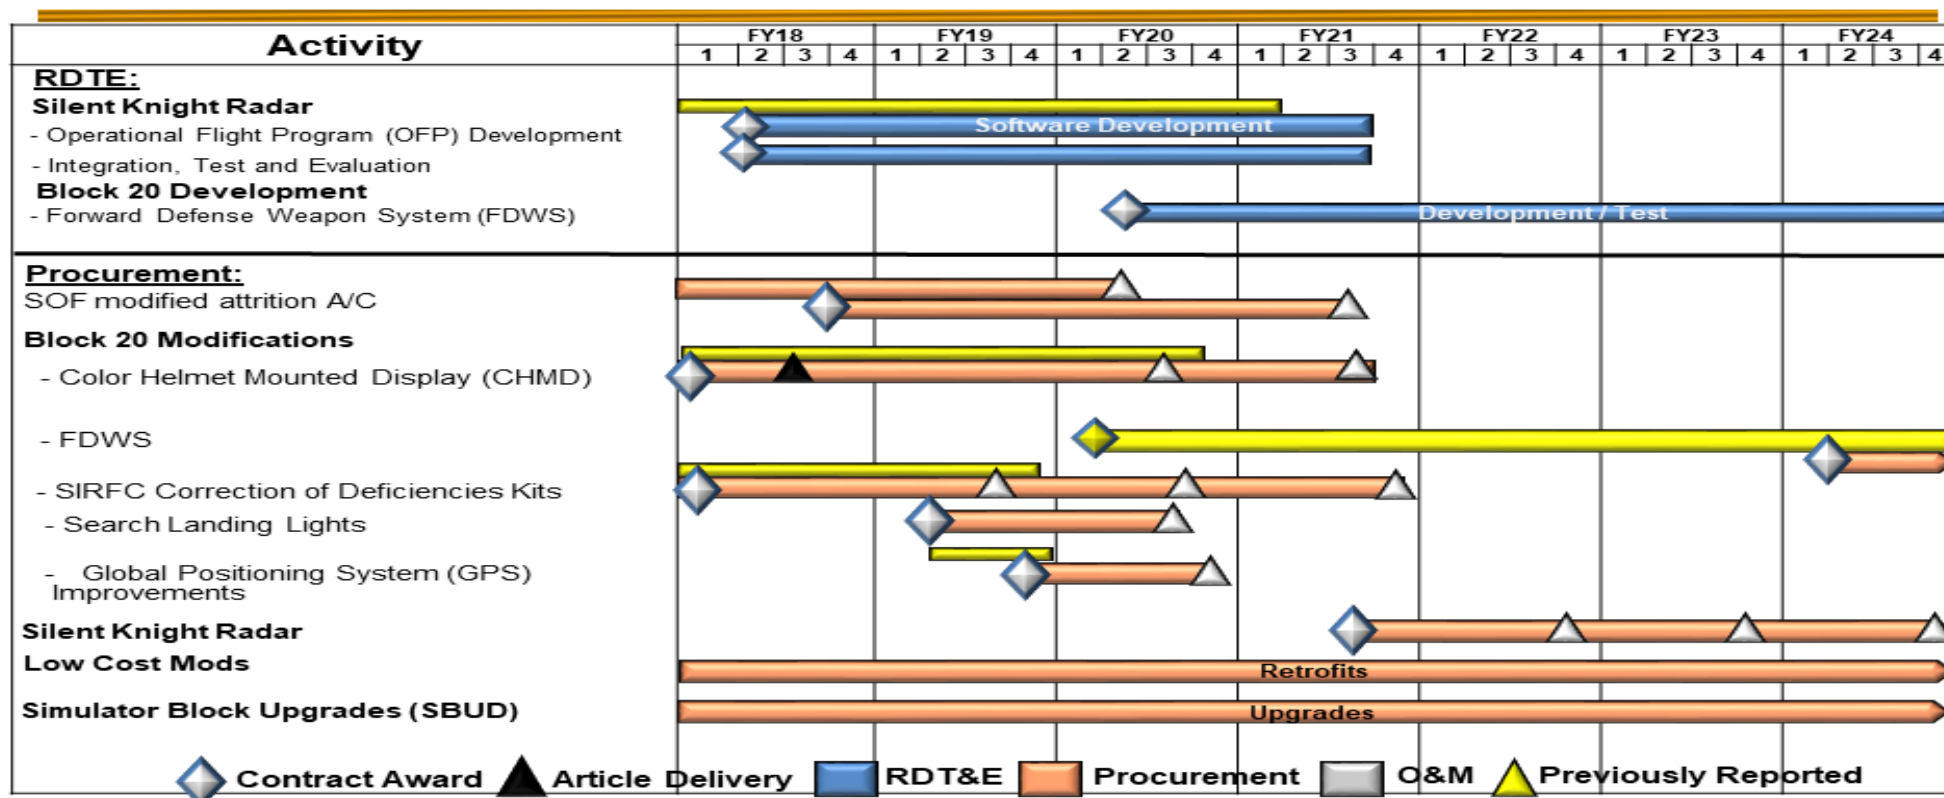 Activity
FY18 FY19 FY20 FY21 FY22 FY23 FY24
1 2 3 4 1 2 3 4 1 2 3 4 1 2 3 4 1 2 3 4 1 2 3 4 1 2 3 4
RDTE:
Silent Knight Radar
- Operational Flight Program (OFP) Development
Software Development
- Integration, Test and Evaluation
Block 20 Development
- Forward Defense Weapon System (FDWS)
Development / Test
Procurement:
SOF modified attrition A/C
Block 20 Modifications
- Color Helmet Mounted Display (CHMD)
- FDWS
- SIRFC Correction of Deficiencies Kits
- Search Landing Lights
- Global Positioning System (GPS)
Improvements
Silent Knight Radar
Low Cost Mods
Retrofits
Simulator Block Upgrades (SBUD)
Upgrades
Contract Award Article Delivery RDT&E Procurement O&M Previously Reported